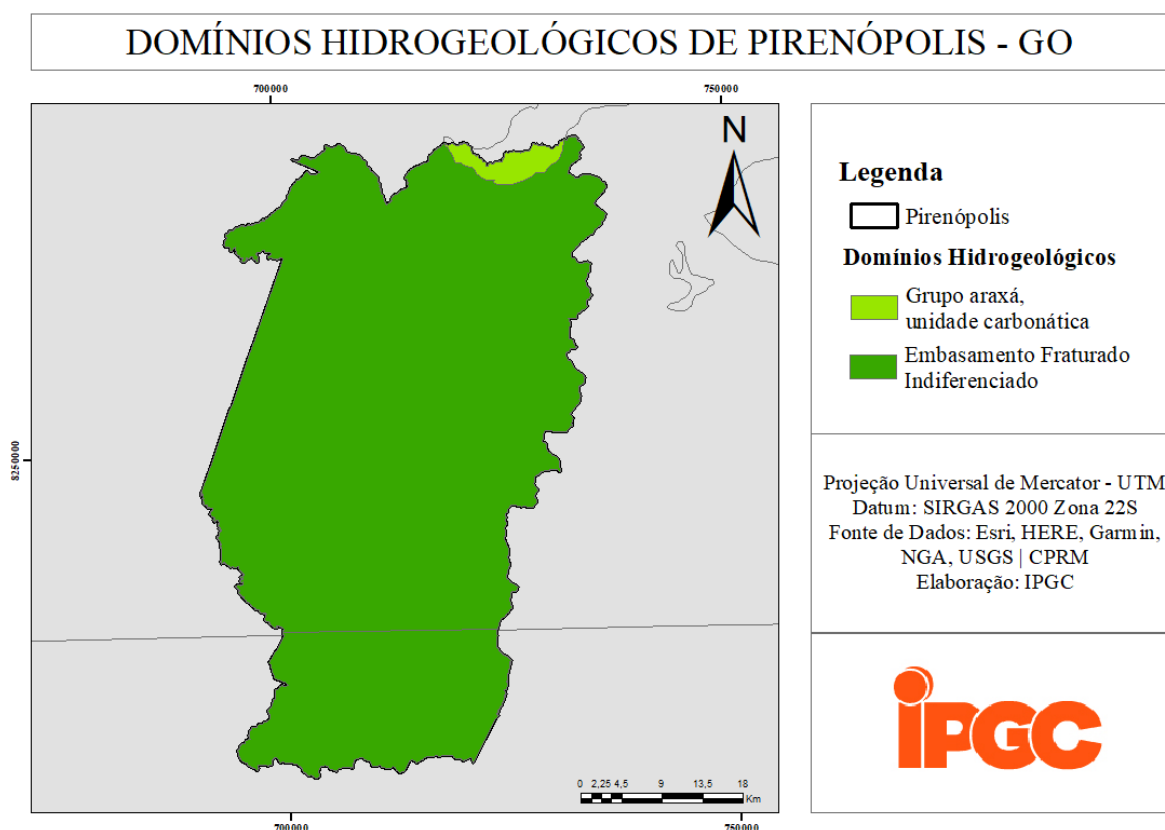 DOMÍNIOS HIDROGEOLÓGICOS DE PIRENÓPOLIS - GO
700000
750000
N
8250000
0 2,25 4,5 9 13,5 18
Km
700000
750000
Legenda
Pirenópolis
Domínios Hidrogeológicos
Grupo araxá,
unidade carbonática
Embasamento Fraturado
Indiferenciado
Projeção Universal de Mercator - UTM
Datum: SIRGAS 2000 Zona 22S
Fonte de Dados: Esri, HERE, Garmin,
NGA, USGS | CPRM
Elaboração: IPGC
iPGC